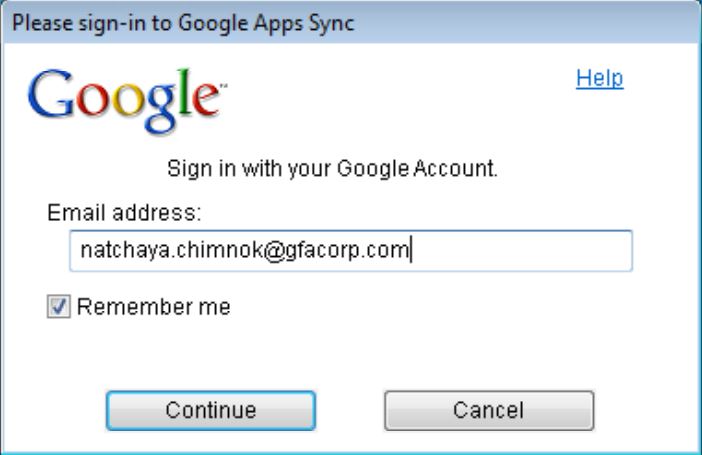 Please sign-in to Google Apps Sync
Google™
Help
Sign in with your Google Account.
Email address:
natchaya.chimnok@gfacorp.com
Remember me
Continue
Cancel